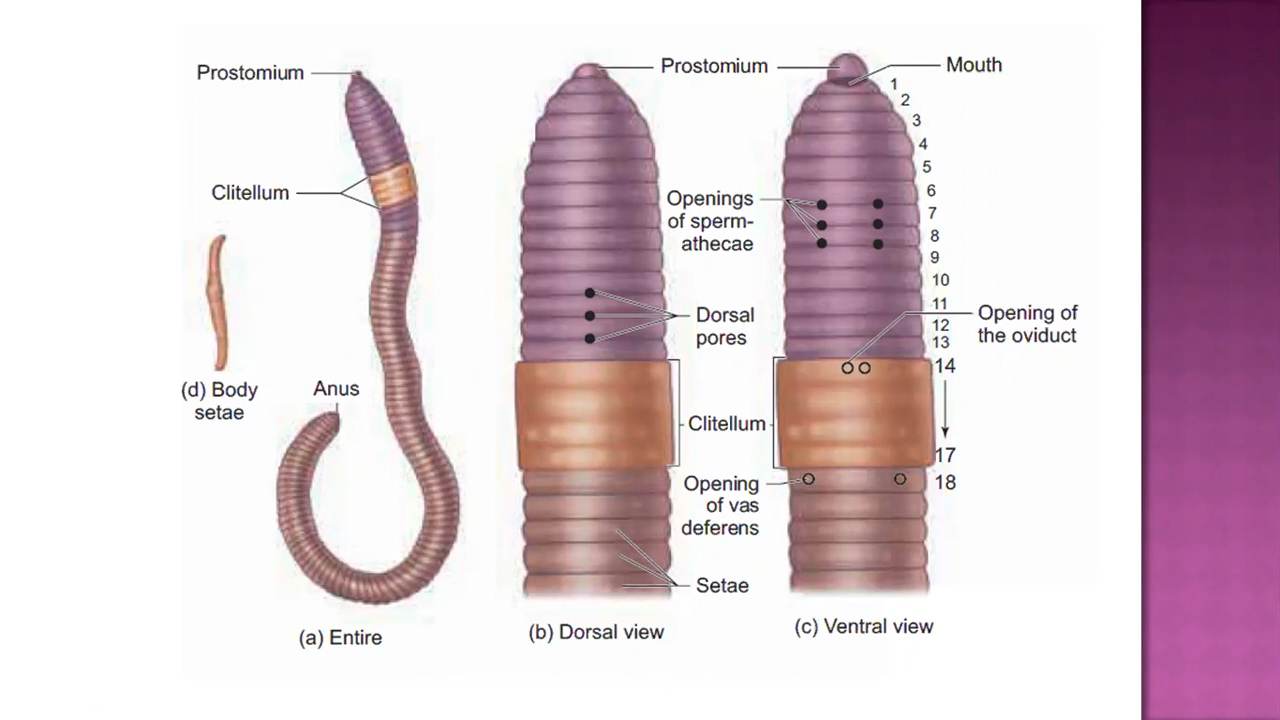 Prostomium
Clitellum
(d) Body
setae
Anus
(a) Entire
Prostomium
Dorsal
pores
Clitellum
Setae
(b) Dorsal view
Mouth
1
2
3
4
5
6
7
8
9
10
11
12
13
14
17
18
Openings
of sperm-
athecae
Opening of
the oviduct
Opening
of vas
deferens
(c) Ventral view